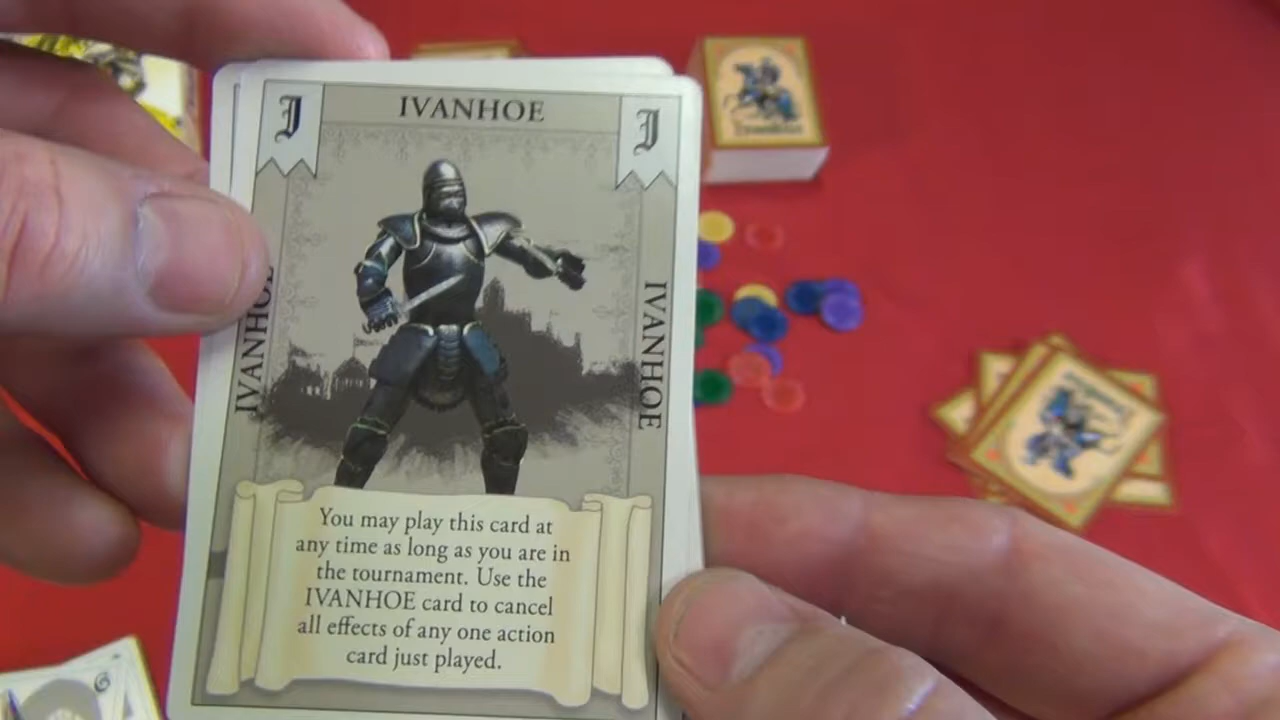 J IVANHOE J
IVANHOE
IVANHOE
You may play this card at
any time as long as you are in
the tournament. Use the
IVANHOE card to cancel
all effects of any one action
card just played.